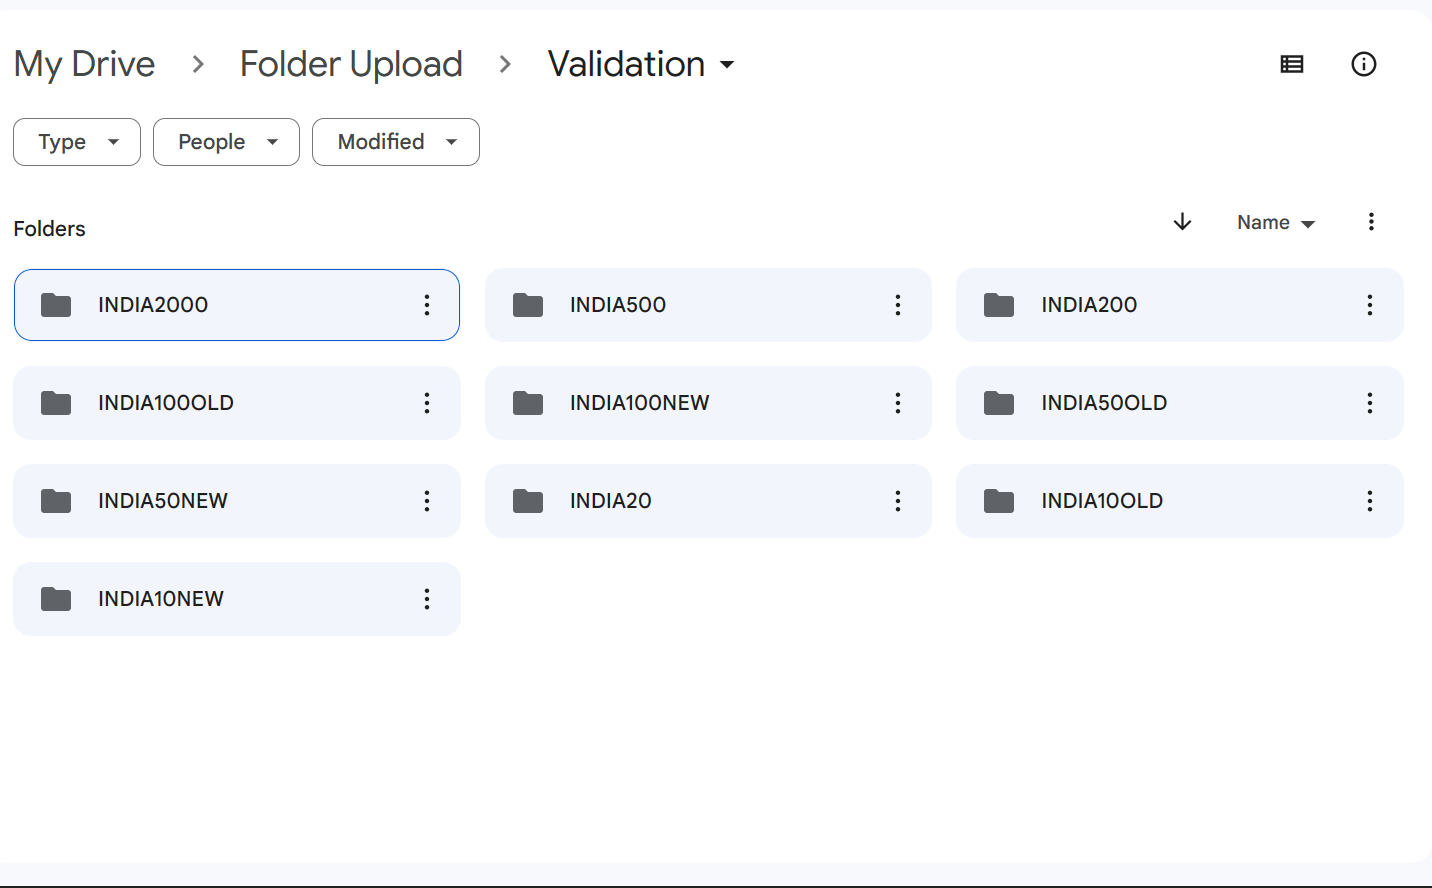 My Drive > Folder Upload > Validation
Type People Modified
Folders Name
INDIA2000 INDIA500 INDIA200
INDIA100OLD INDIA100NEW INDIA50OLD
INDIA50NEW INDIA20 INDIA10OLD
INDIA10NEW